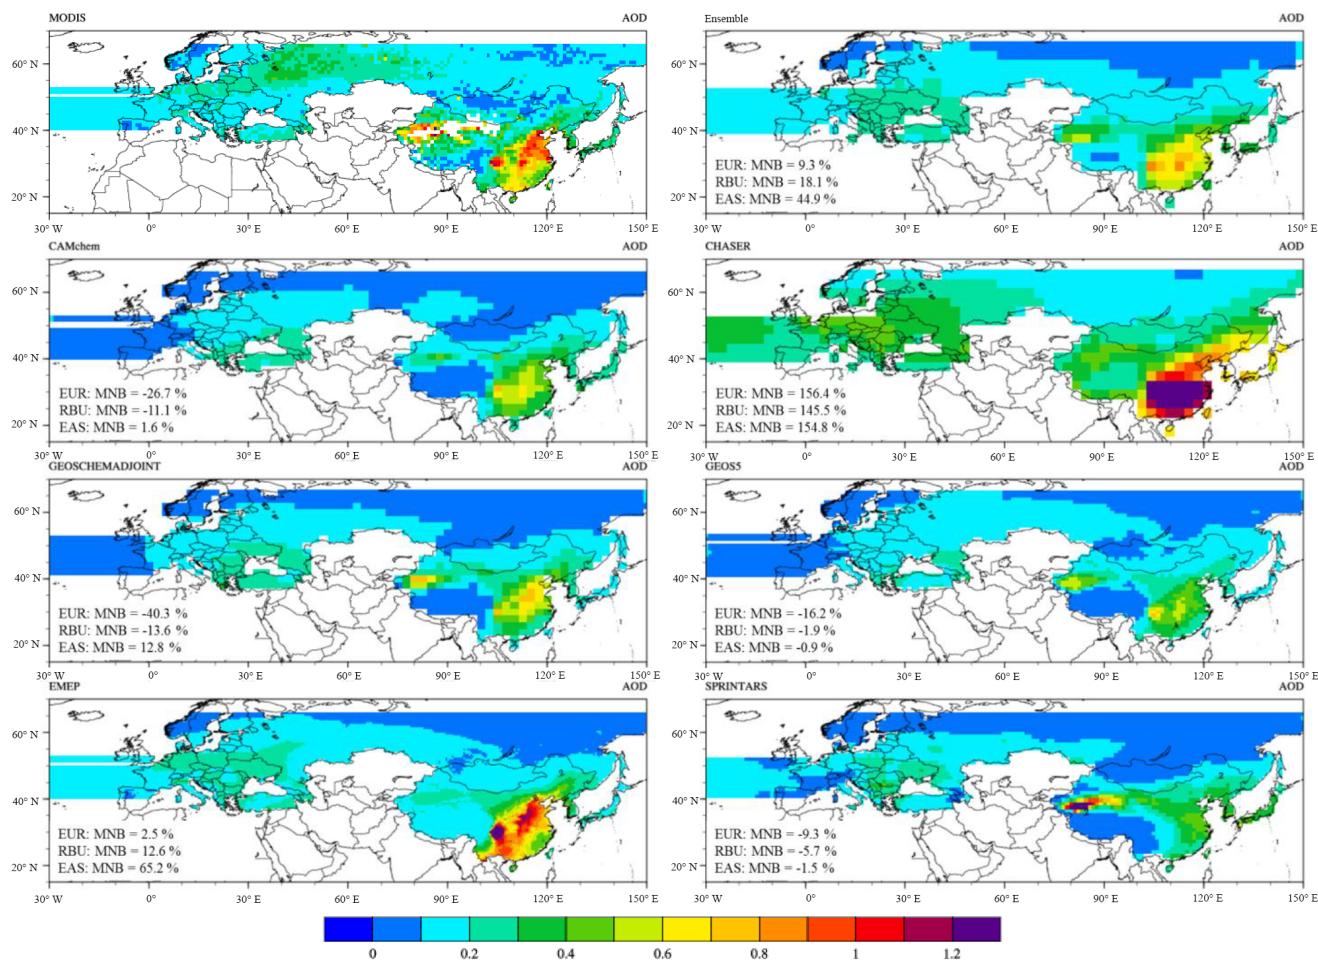 MODIS AOD
60° N
40° N
20° N
30° W 0° 30° E 60° E 90° E 120° E 150° E
Ensemble AOD
60° N
40° N
20° N
EUR: MNB = 9.3 %
RBU: MNB = 18.1 %
EAS: MNB = 44.9 %
30° W 0° 30° E 60° E 90° E 120° E 150° E
CAMchem AOD
60° N
40° N
20° N
EUR: MNB = -26.7 %
RBU: MNB = -11.1 %
EAS: MNB = 1.6 %
30° W 0° 30° E 60° E 90° E 120° E 150° E
CHASER AOD
60° N
40° N
20° N
EUR: MNB = 156.4 %
RBU: MNB = 145.5 %
EAS: MNB = 154.8 %
30° W 0° 30° E 60° E 90° E 120° E 150° E
GEOSCHEMADJOINT AOD
60° N
40° N
20° N
EUR: MNB = -40.3 %
RBU: MNB = -13.6 %
EAS: MNB = 12.8 %
30° W 0° 30° E 60° E 90° E 120° E 150° E
GEOS5 AOD
60° N
40° N
20° N
EUR: MNB = -16.2 %
RBU: MNB = -1.9 %
EAS: MNB = -0.9 %
30° W 0° 30° E 60° E 90° E 120° E 150° E
EMEP AOD
60° N
40° N
20° N
EUR: MNB = 2.5 %
RBU: MNB = 12.6 %
EAS: MNB = 65.2 %
30° W 0° 30° E 60° E 90° E 120° E 150° E
SPRINTARS AOD
60° N
40° N
20° N
EUR: MNB = -9.3 %
RBU: MNB = -5.7 %
EAS: MNB = -1.5 %
30° W 0° 30° E 60° E 90° E 120° E 150° E
0 0.2 0.4 0.6 0.8 1 1.2